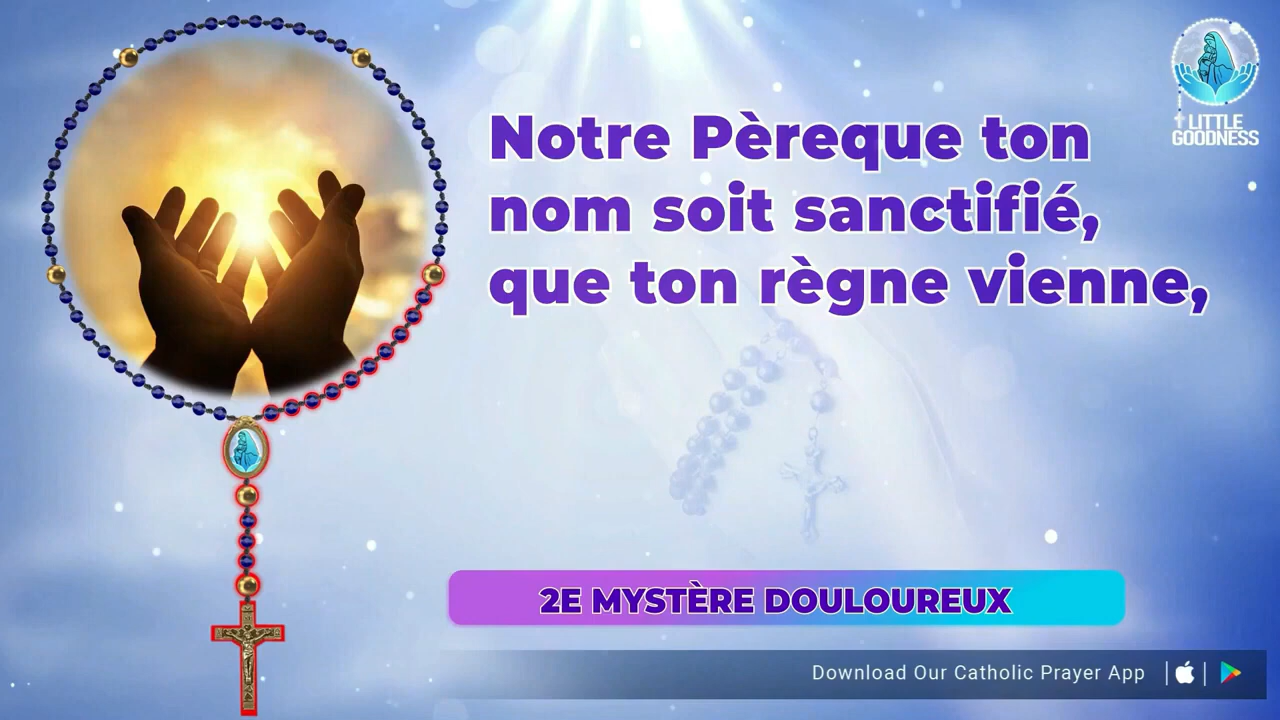 Notre Pèreque ton
nom soit sanctifié,
que ton règne vienne,
LITTLE
GOODNESS
2E MYSTÈRE DOULOUREUX
Download Our Catholic Prayer App